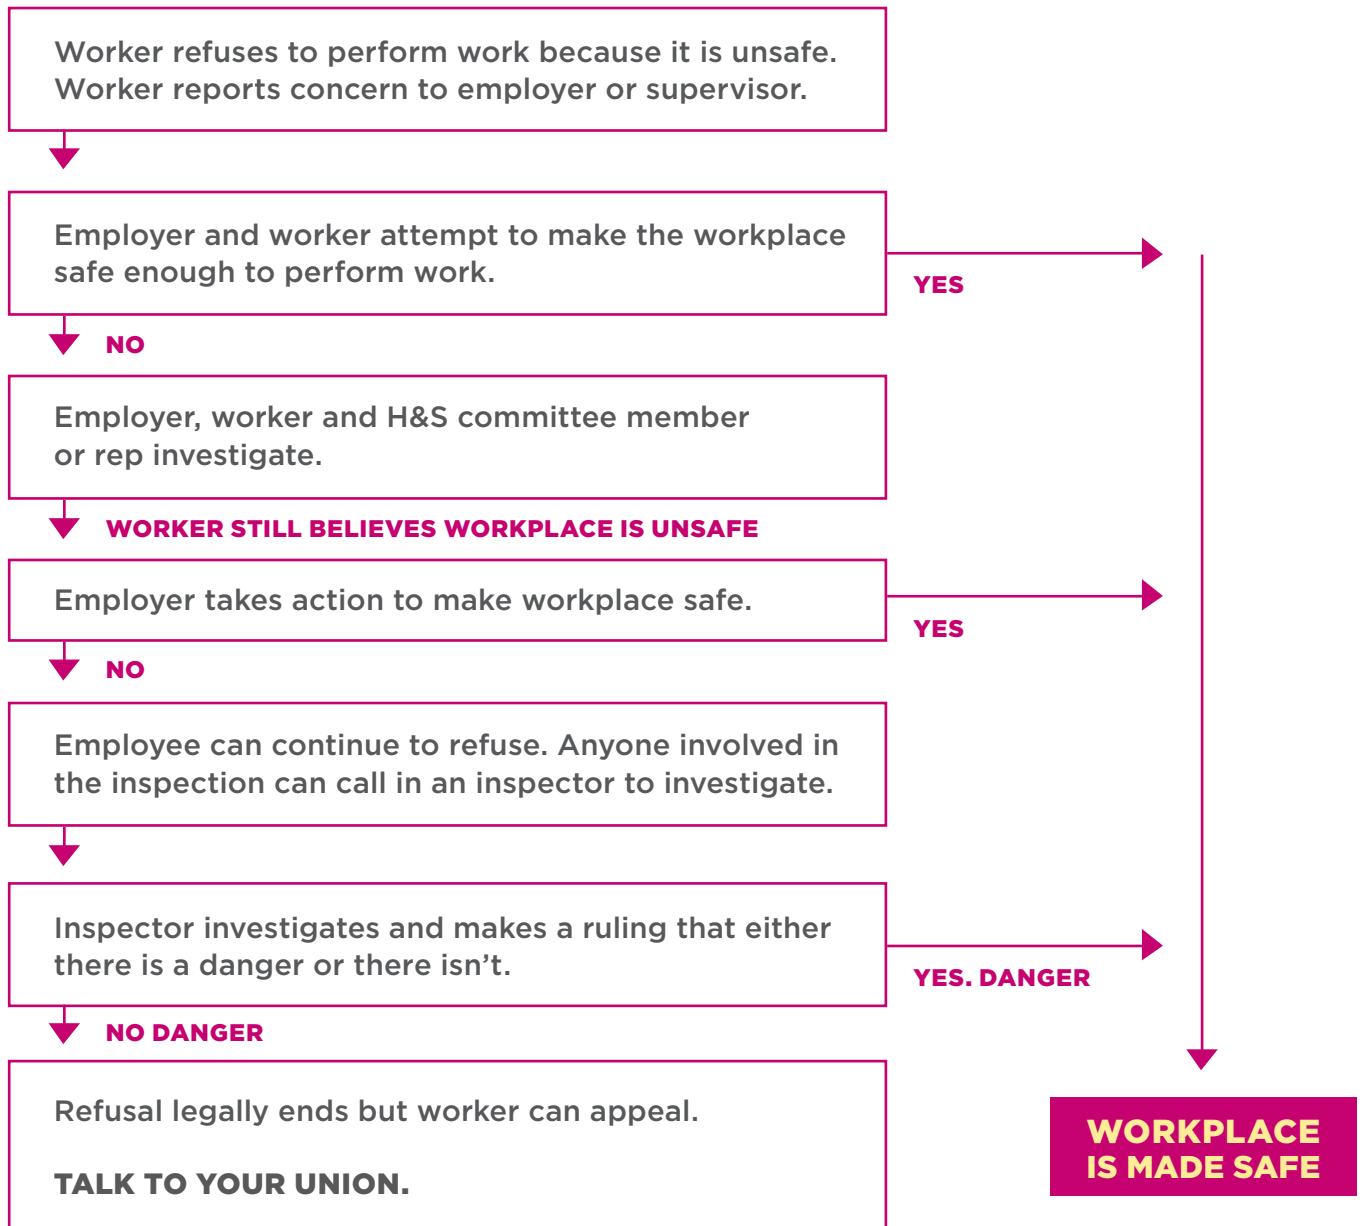 Worker refuses to perform work because it is unsafe.
Worker reports concern to employer or supervisor.
Employer and worker attempt to make the workplace
safe enough to perform work.
YES
NO
Employer, worker and H&S committee member
or rep investigate.
WORKER STILL BELIEVES WORKPLACE IS UNSAFE
Employer takes action to make workplace safe.
YES
NO
Employee can continue to refuse. Anyone involved in
the inspection can call in an inspector to investigate.
Inspector investigates and makes a ruling that either
there is a danger or there isn't.
YES. DANGER
NO DANGER
Refusal legally ends but worker can appeal.
TALK TO YOUR UNION.
WORKPLACE
IS MADE SAFE